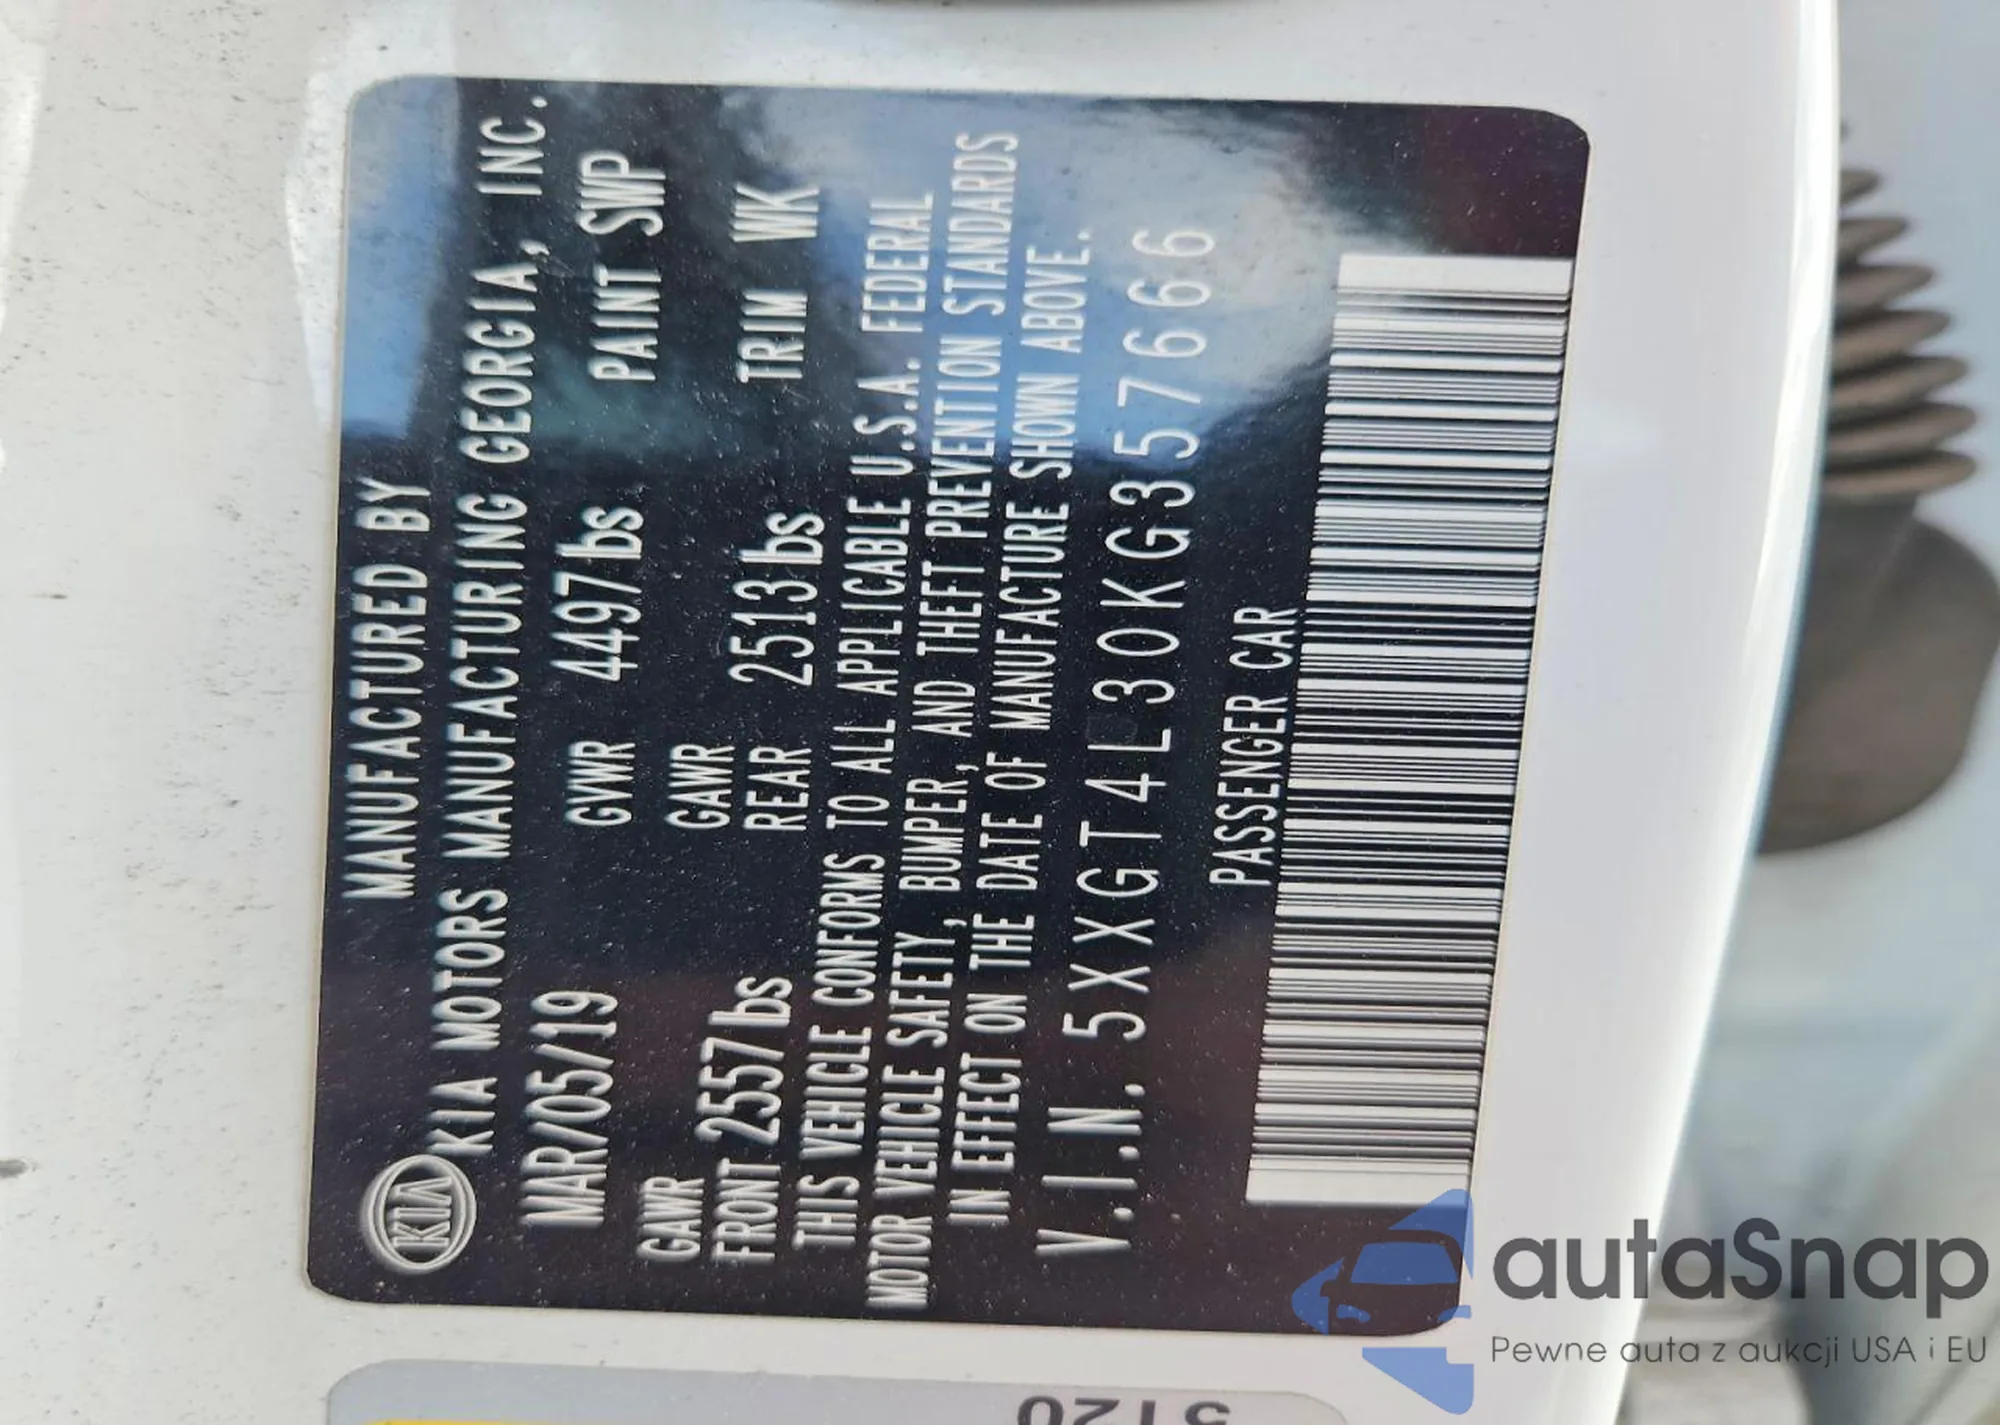 MANUFACTURED BY
KIA KIA MOTORS MANUFACTURING GEORGIA, INC.
MAR/05/19 GVWR 4497lbs PAINT SWP
GAWR GAWR
FRONT 2557lbs REAR 2513lbs TRIM WK
THIS VEHICLE CONFORMS TO ALL APPLICABLE U.S.A. FEDERAL
MOTOR VEHICLE SAFETY, BUMPER, AND THEFT PREVENTION STANDARDS
IN EFFECT ON THE DATE OF MANUFACTURE SHOWN ABOVE.
V.I.N. 5XXGT4L30KG357666
PASSENGER CAR
5120
autaSnap
Pewne auta z aukcji USA i EU